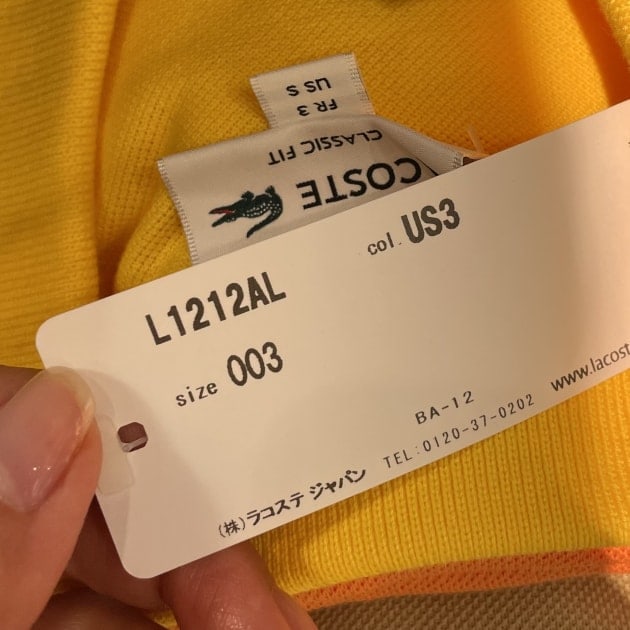 US S
FR 3
CLASSIC FIT
COSTE
L1212AL
col. US3
size 003
BA-12
www.lacost
TEL:0120-37-0202
(株)ラコステ ジャパン